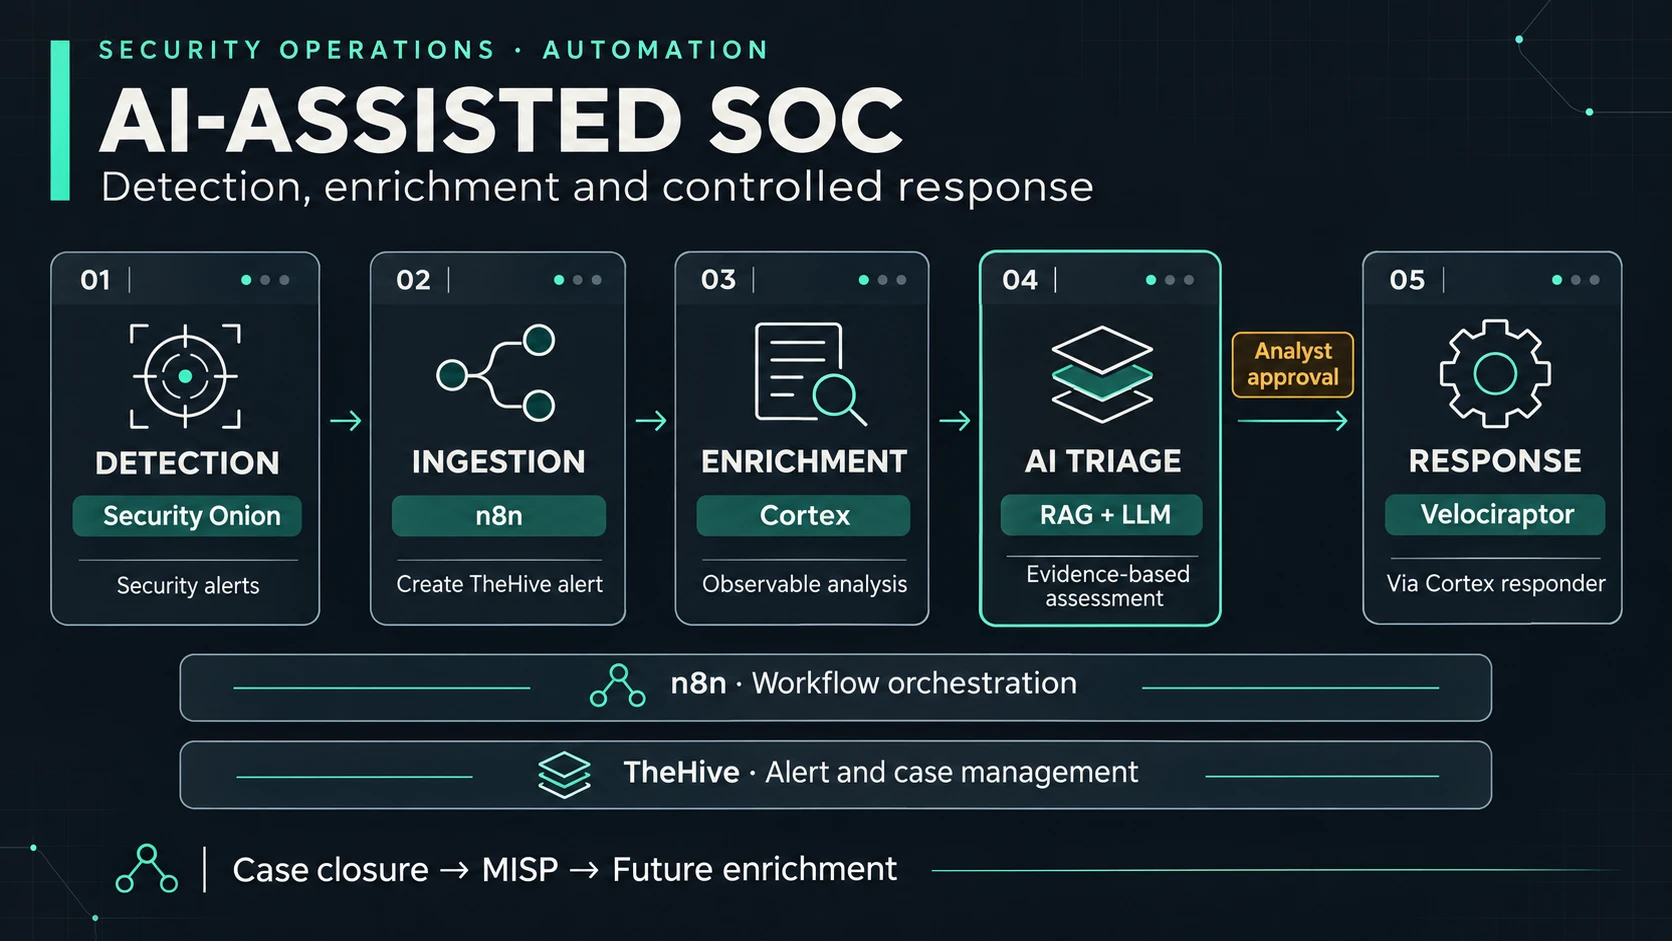 SECURITY OPERATIONS · AUTOMATION
AI-ASSISTED SOC
Detection, enrichment and controlled response
01
DETECTION
Security Onion
Security alerts
02
INGESTION
n8n
Create TheHive alert
03
ENRICHMENT
Cortex
Observable analysis
04
AI TRIAGE
RAG + LLM
Evidence-based
assessment
Analyst
approval
05
RESPONSE
Velociraptor
Via Cortex responder
n8n · Workflow orchestration
TheHive · Alert and case management
Case closure → MISP → Future enrichment